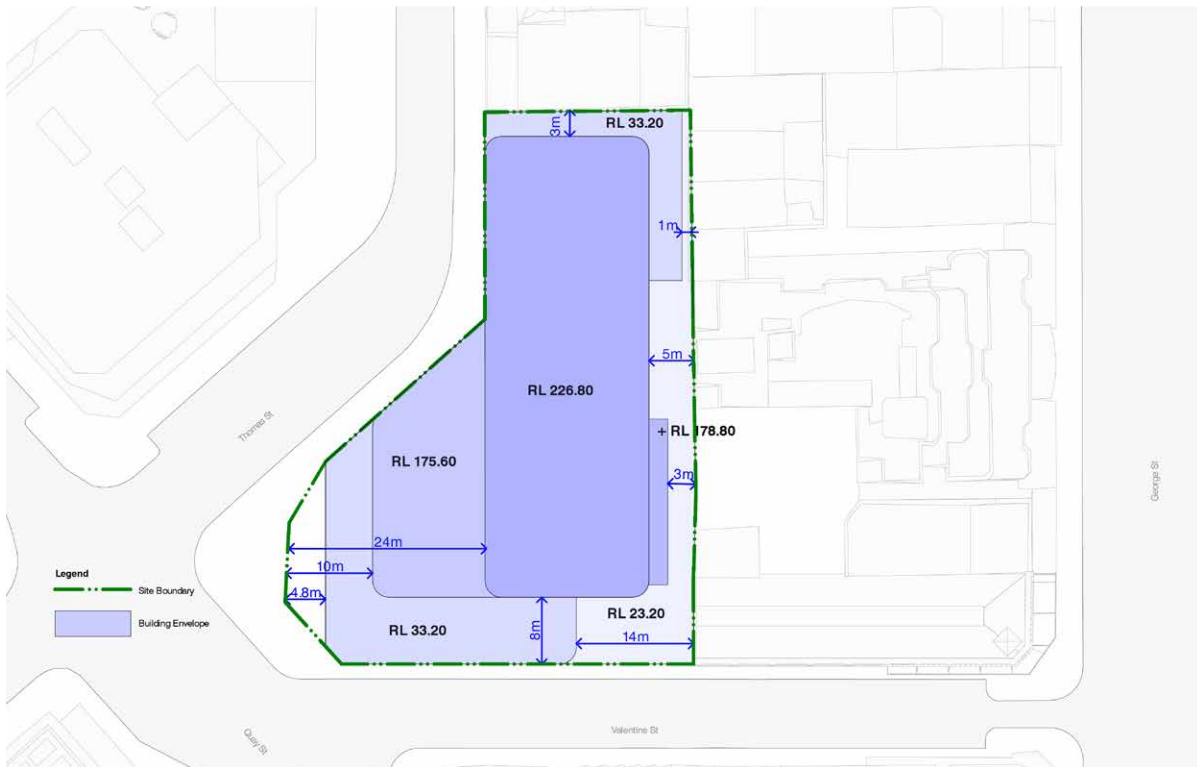 RL 33.20
3m
1m
5m
RL 226.80
+ RL 178.80
Thomas St
RL 175.60
George St
3m
24m
10m
Legend
Site Boundary
4.8m
Building Envelope
RL 33.20
8m
RL 23.20
14m
Quay St
Valentine St